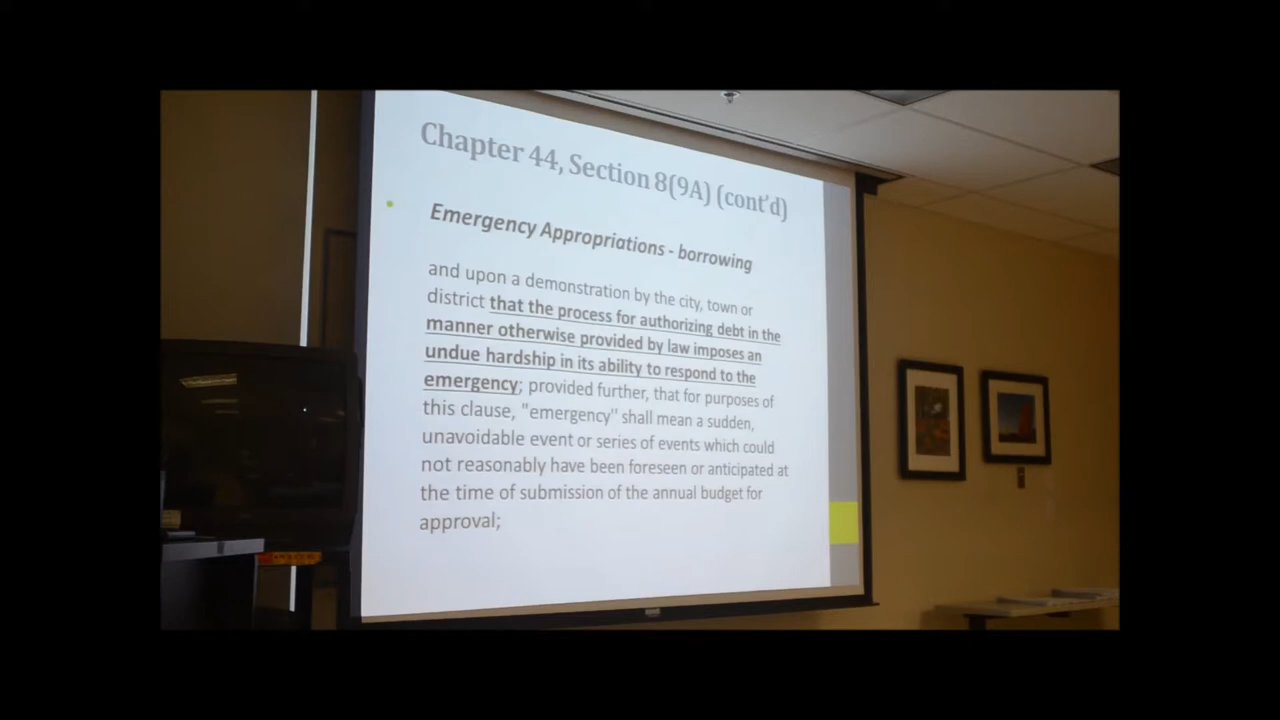 Chapter 44, Section 8(9A) (cont'd)
Emergency Appropriations - borrowing
and upon a demonstration by the city, town or
district that the process for authorizing debt in the
manner otherwise provided by law imposes an
undue hardship in its ability to respond to the
emergency; provided further, that for purposes of
this clause, "emergency" shall mean a sudden,
unavoidable event or series of events which could
not reasonably have been foreseen or anticipated at
the time of submission of the annual budget for
approval;